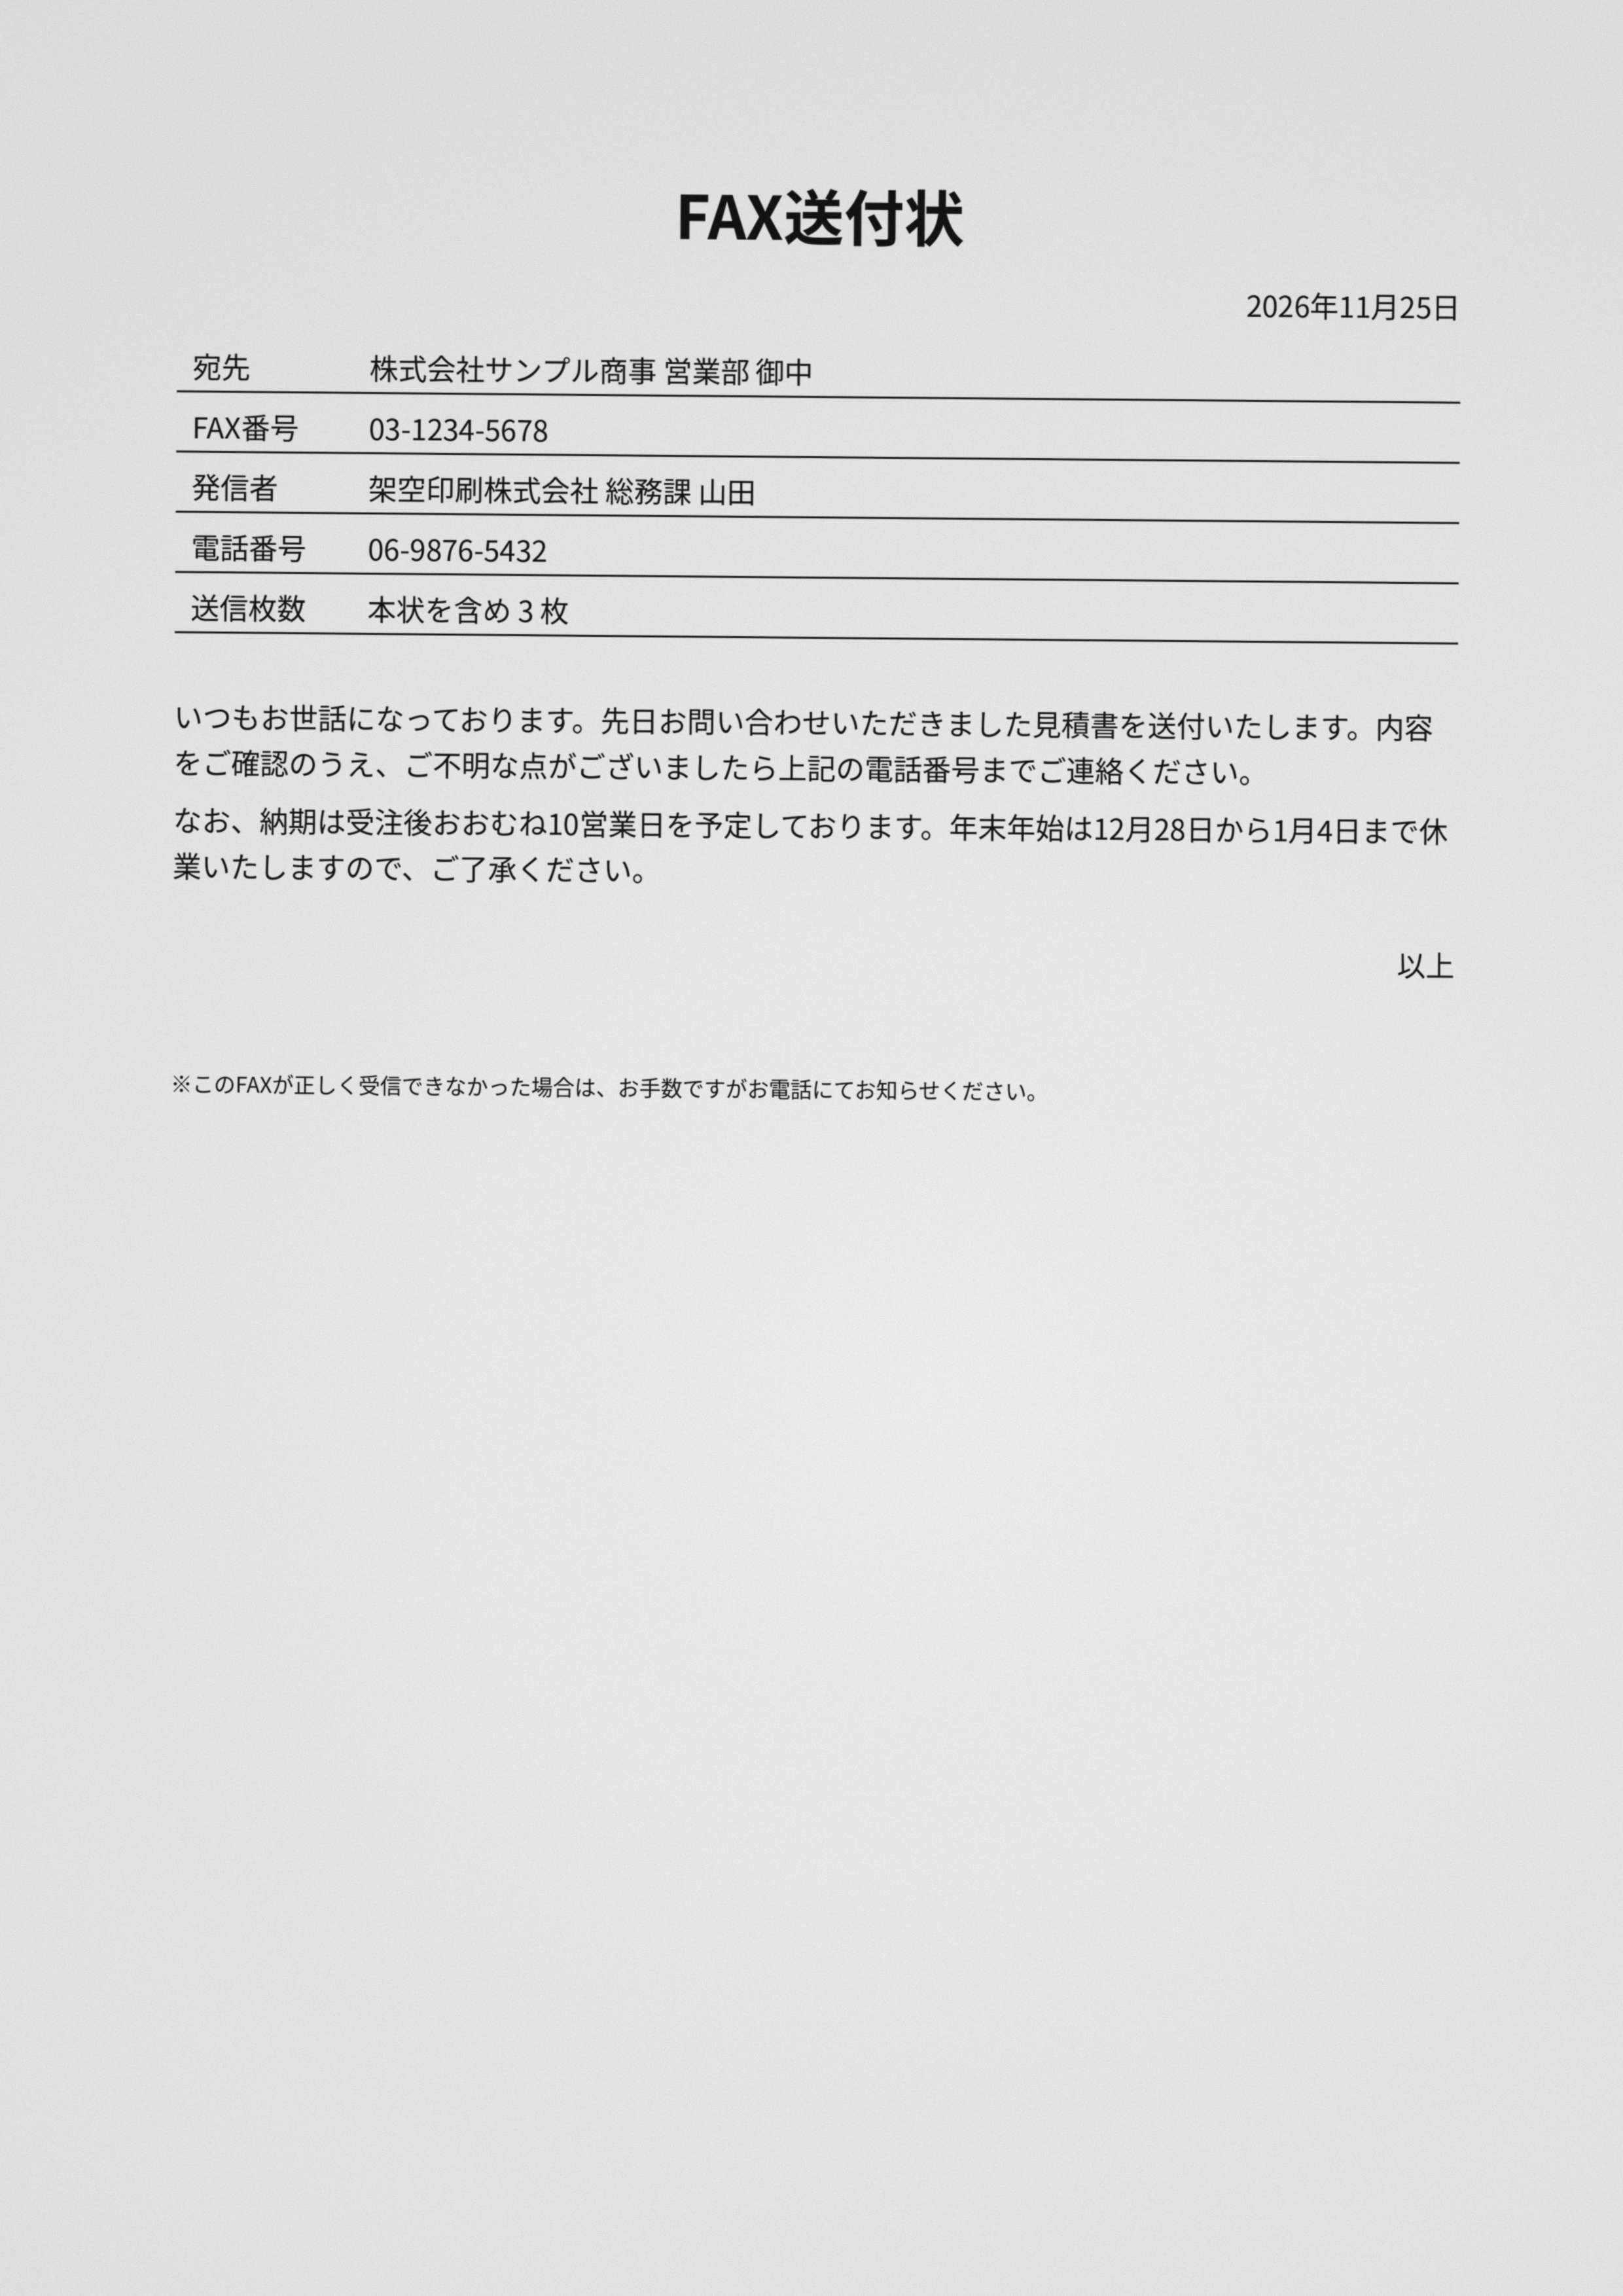 FAX送付状
2026年11月25日
宛先 株式会社サンプル商事 営業部 御中
FAX番号 03-1234-5678
発信者 架空印刷株式会社 総務課 山田
電話番号 06-9876-5432
送信枚数 本状を含め 3 枚
いつもお世話になっております。先日お問い合わせいただきました見積書を送付いたします。内容
をご確認のうえ、ご不明な点がございましたら上記の電話番号までご連絡ください。
なお、納期は受注後おおむね10営業日を予定しております。年末年始は12月28日から1月4日まで休
業いたしますので、ご了承ください。
以上
※このFAXが正しく受信できなかった場合は、お手数ですがお電話にてお知らせください。